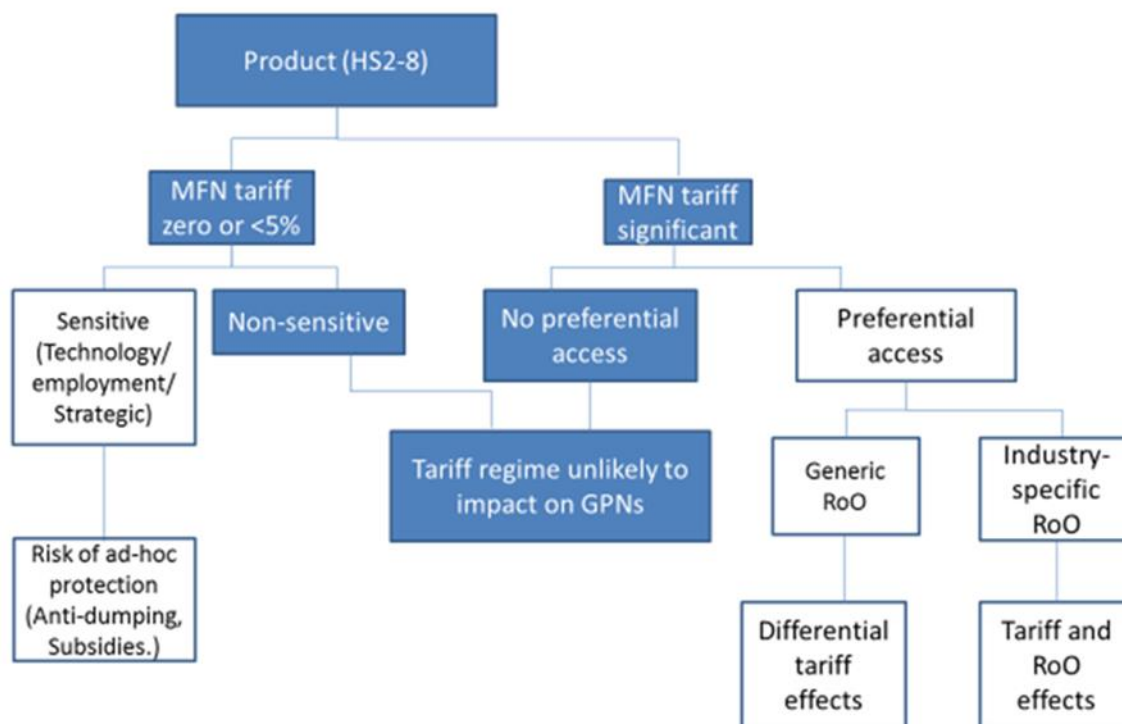 Product (HS2-8)
MFN tariff
zero or <5%
MFN tariff
significant
Sensitive
(Technology/
employment/
Strategic)
Non-sensitive
No preferential
access
Preferential
access
Tariff regime unlikely to
impact on GPNs
Generic
RoO
Industry-
specific
RoO
Risk of ad-hoc
protection
(Anti-dumping,
Subsidies.)
Differential
tariff
effects
Tariff and
RoO
effects